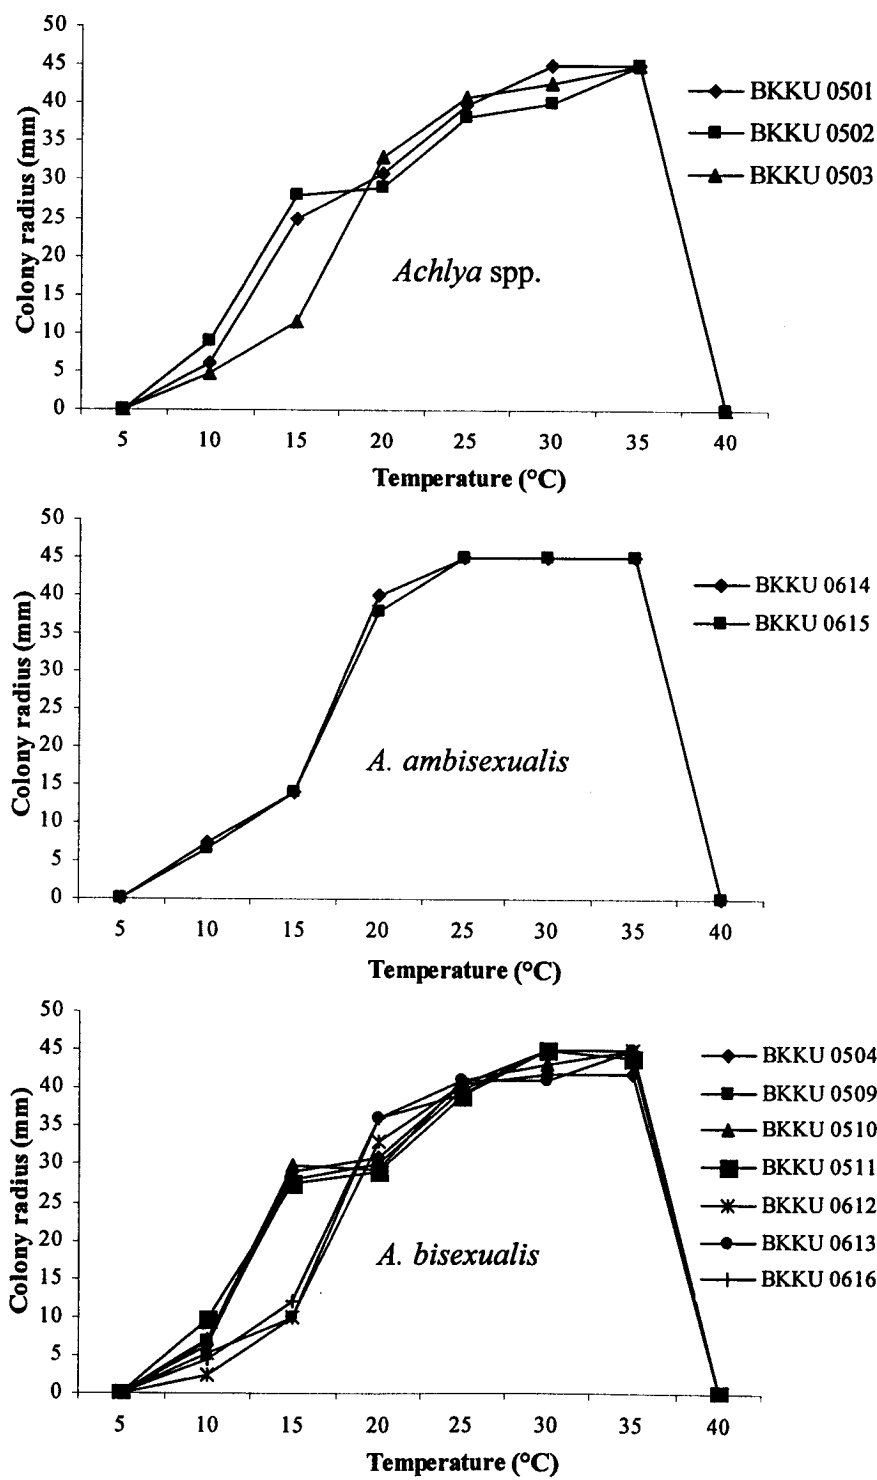 50
45
40
35
30
25
20
15
10
5
0
Colony radius (mm)
BKKU 0501
BKKU 0502
BKKU 0503
Achlya spp.
5 10 15 20 25 30 35 40
Temperature (°C)
50
45
40
35
30
25
20
15
10
5
0
Colony radius (mm)
BKKU 0614
BKKU 0615
A. ambisexualis
5 10 15 20 25 30 35 40
Temperature (°C)
50
45
40
35
30
25
20
15
10
5
0
Colony radius (mm)
BKKU 0504
BKKU 0509
BKKU 0510
BKKU 0511
BKKU 0612
BKKU 0613
BKKU 0616
A. bisexualis
5 10 15 20 25 30 35 40
Temperature (°C)